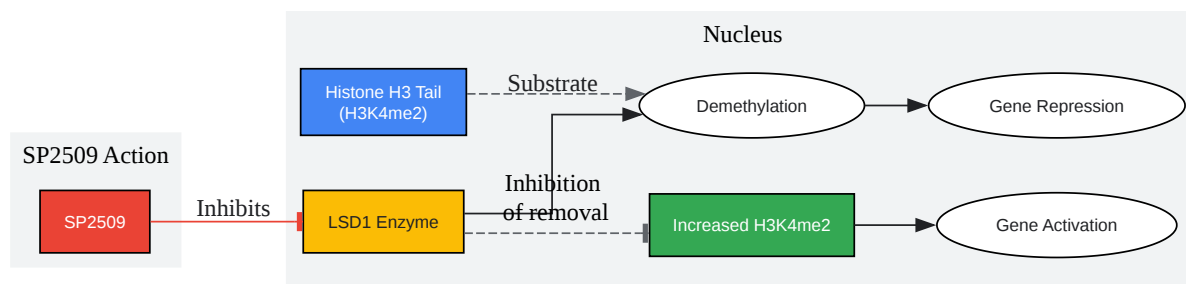 Nucleus
Histone H3 Tail
(H3K4me2)
Substrate
Demethylation
Gene Repression
SP2509 Action
SP2509
Inhibits
LSD1 Enzyme
Inhibition
of removal
Increased H3K4me2
Gene Activation